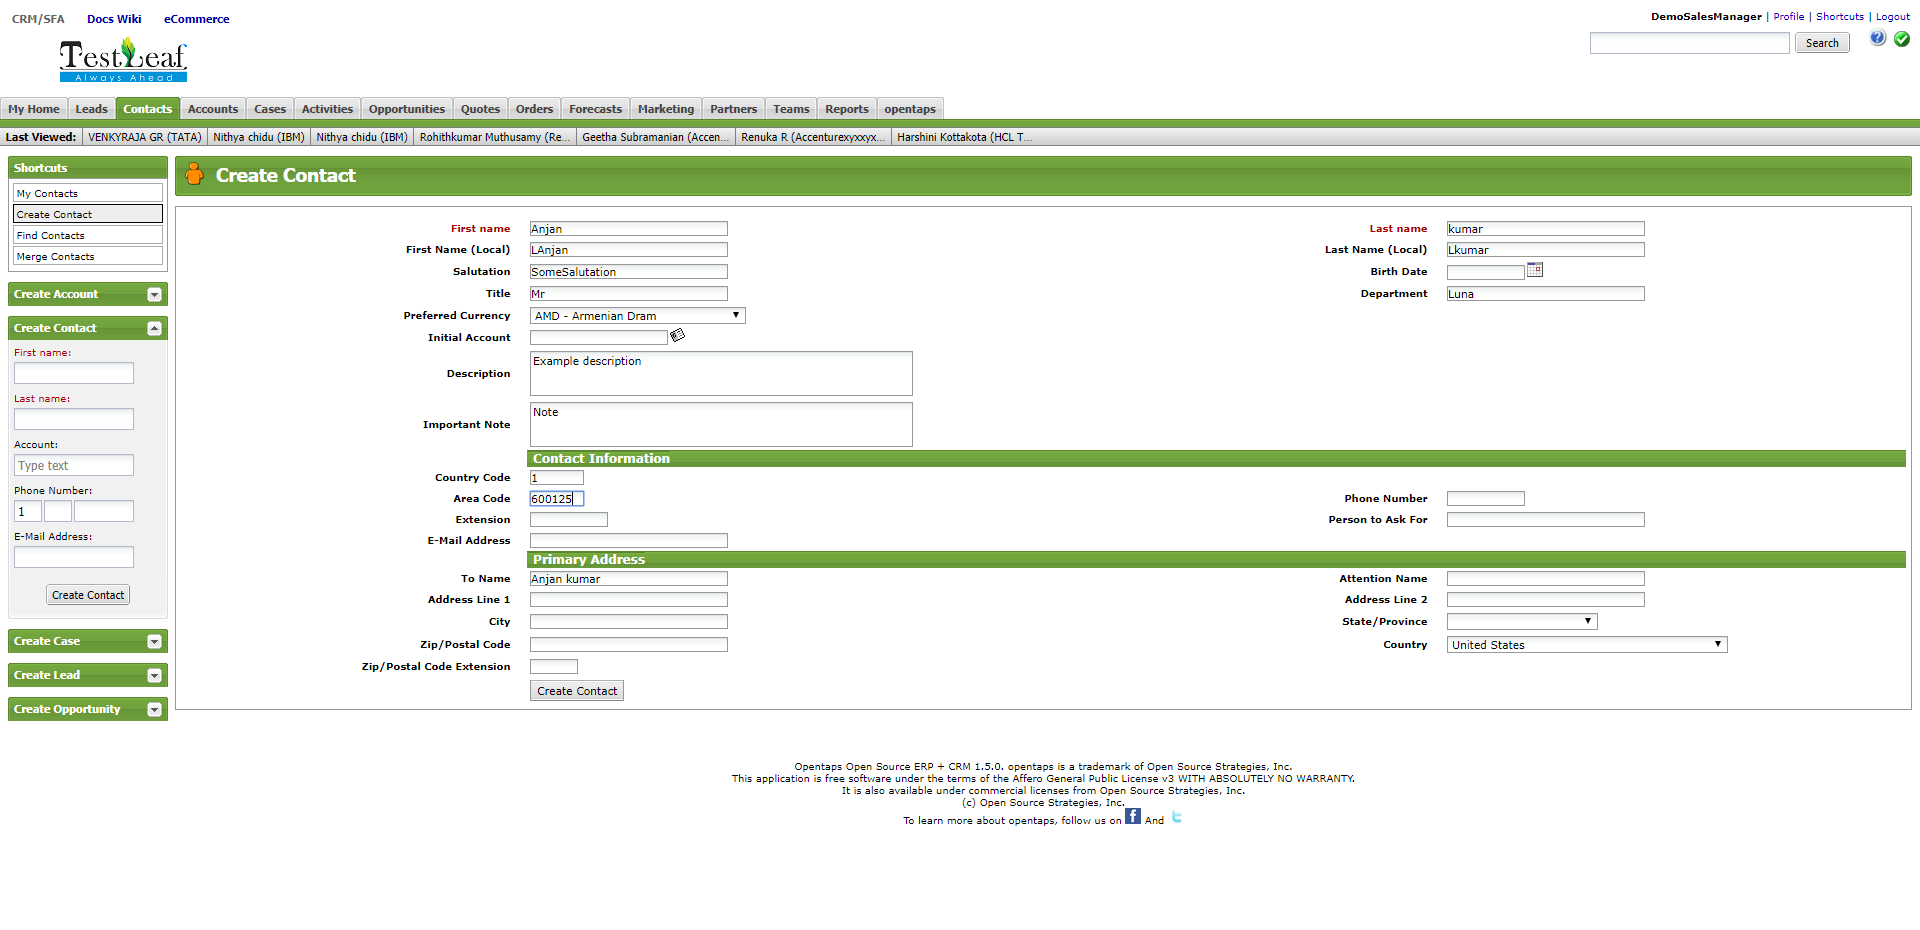 CRM/SFA Docs Wiki eCommerce
DemoSalesManager | Profile | Shortcuts | Logout
TestLeaf
Always Ahead
Search
My Home Leads Contacts Accounts Cases Activities Opportunities Quotes Orders Forecasts Marketing Partners Teams Reports opentaps
Last Viewed: VENKYRAJA GR (TATA) Nithya chidu (IBM) Nithya chidu (IBM) Rohithkumar Muthusamy (Re... Geetha Subramanian (Accen... Renuka R (Accenturexyxxyx... Harshini Kottakota (HCL T...
Shortcuts
My Contacts
Create Contact
Find Contacts
Merge Contacts
Create Account
Create Contact
First name:
Last name:
Account:
Type text
Phone Number:
1
E-Mail Address:
Create Contact
Create Case
Create Lead
Create Opportunity
Create Contact
First name Anjan Last name kumar
First Name (Local) LAnjan Last Name (Local) Lkumar
Salutation SomeSalutation Birth Date
Title Mr Department Luna
Preferred Currency AMD - Armenian Dram
Initial Account
Description Example description
Important Note Note
Contact Information
Country Code 1
Area Code 600125 Phone Number
Extension Person to Ask For
E-Mail Address
Primary Address
To Name Anjan kumar Attention Name
Address Line 1 Address Line 2
City State/Province
Zip/Postal Code Country United States
Zip/Postal Code Extension
Create Contact
Opentaps Open Source ERP + CRM 1.5.0. opentaps is a trademark of Open Source Strategies, Inc.
This application is free software under the terms of the Affero General Public License v3 WITH ABSOLUTELY NO WARRANTY.
It is also available under commercial licenses from Open Source Strategies, Inc.
(c) Open Source Strategies, Inc.
To learn more about opentaps, follow us on f And t